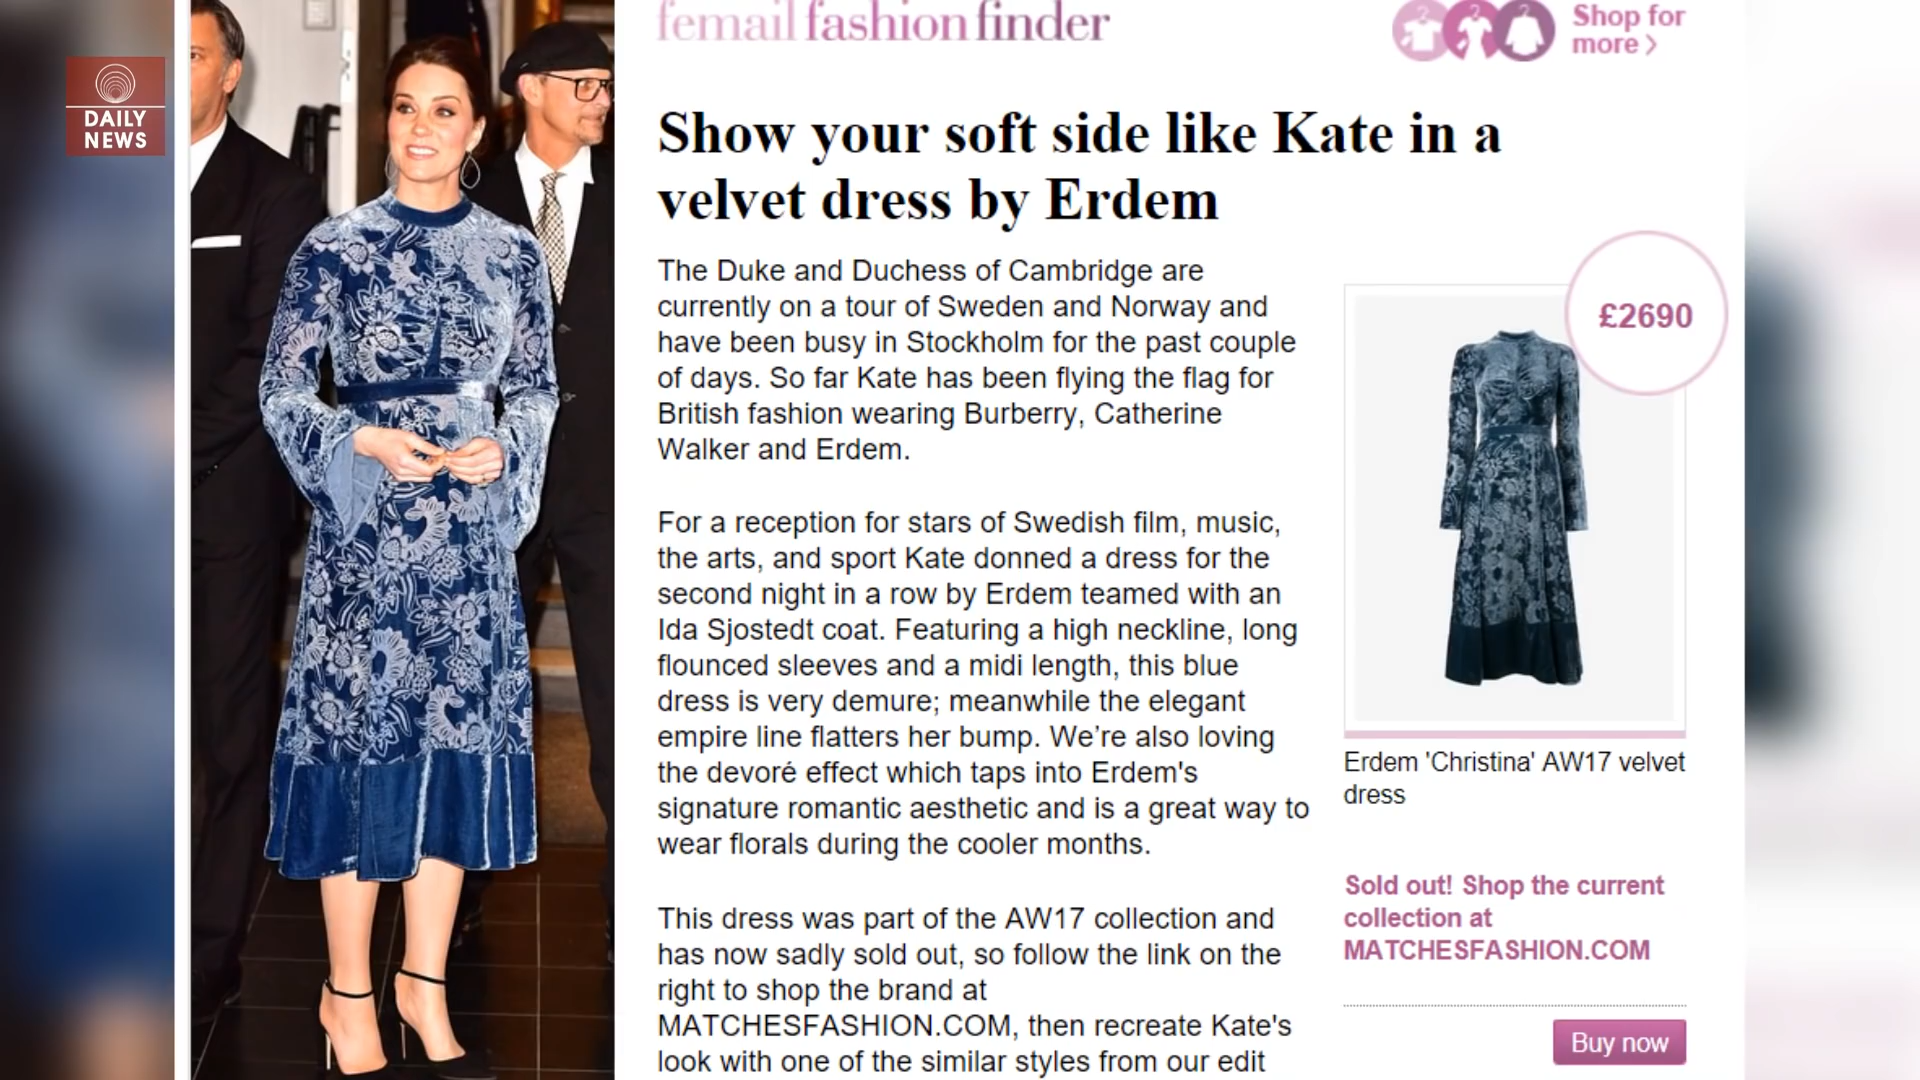 DAILY
NEWS
femail fashion finder
Shop for
more
Show your soft side like Kate in a
velvet dress by Erdem
The Duke and Duchess of Cambridge are
currently on a tour of Sweden and Norway and
have been busy in Stockholm for the past couple
of days. So far Kate has been flying the flag for
British fashion wearing Burberry, Catherine
Walker and Erdem.
For a reception for stars of Swedish film, music,
the arts, and sport Kate donned a dress for the
second night in a row by Erdem teamed with an
Ida Sjostedt coat. Featuring a high neckline, long
flounced sleeves and a midi length, this blue
dress is very demure; meanwhile the elegant
empire line flatters her bump. We’re also loving
the devoré effect which taps into Erdem's
signature romantic aesthetic and is a great way to
wear florals during the cooler months.
This dress was part of the AW17 collection and
has now sadly sold out, so follow the link on the
right to shop the brand at
MATCHESFASHION.COM, then recreate Kate's
look with one of the similar styles from our edit
£2690
Erdem 'Christina' AW17 velvet
dress
Sold out! Shop the current
collection at
MATCHESFASHION.COM
Buy now